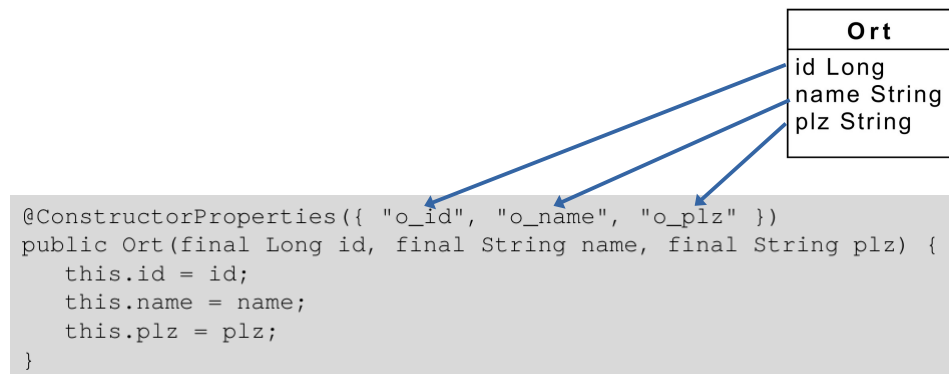 Ort
id Long
name String
plz String
@ConstructorProperties({ "o_id", "o_name", "o_plz" })
public Ort(final Long id, final String name, final String plz) {
   this.id = id;
   this.name = name;
   this.plz = plz;
}